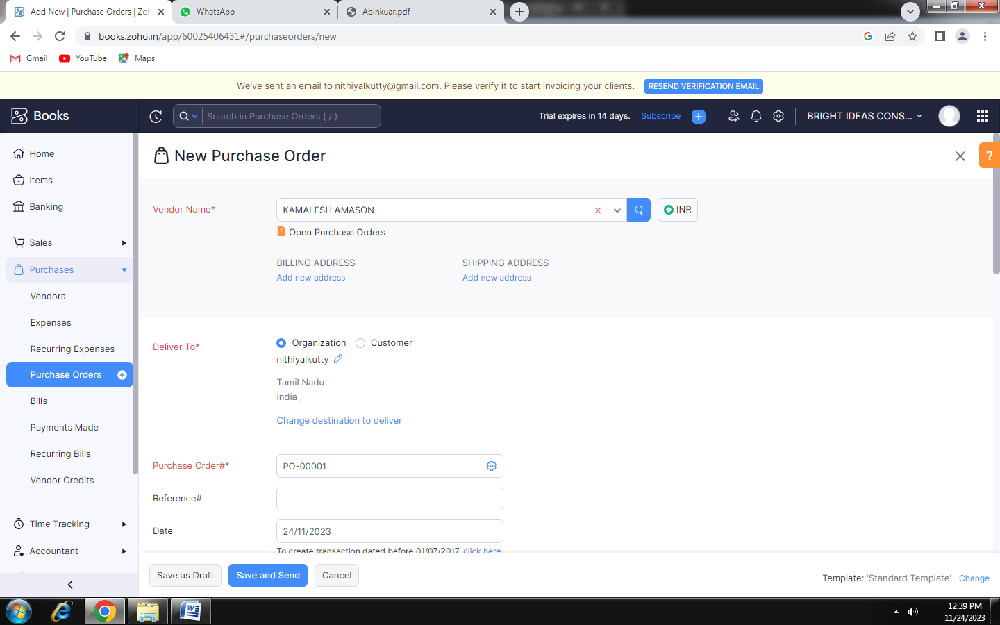 Add New | Purchase Orders | Zoh
WhatsApp
Abinkuar.pdf
books.zoho.in/app/60025406431#/purchaseorders/new
Gmail
YouTube
Maps
We've sent an email to nithiyalkutty@gmail.com. Please verify it to start invoicing your clients. RESEND VERIFICATION EMAIL
Books
Search in Purchase Orders ( / )
Trial expires in 14 days. Subscribe
BRIGHT IDEAS CONS...
Home
Items
Banking
Sales
Purchases
Vendors
Expenses
Recurring Expenses
Purchase Orders
Bills
Payments Made
Recurring Bills
Vendor Credits
Time Tracking
Accountant
New Purchase Order
?
Vendor Name*
KAMALESH AMASON
INR
Open Purchase Orders
BILLING ADDRESS
Add new address
SHIPPING ADDRESS
Add new address
Deliver To*
Organization
Customer
nithiyalkutty
Tamil Nadu
India ,
Change destination to deliver
Purchase Order#*
PO-00001
Reference#
Date
24/11/2023
To create transaction dated before 01/07/2017, click here
Save as Draft
Save and Send
Cancel
Template: 'Standard Template' Change
12:39 PM
11/24/2023